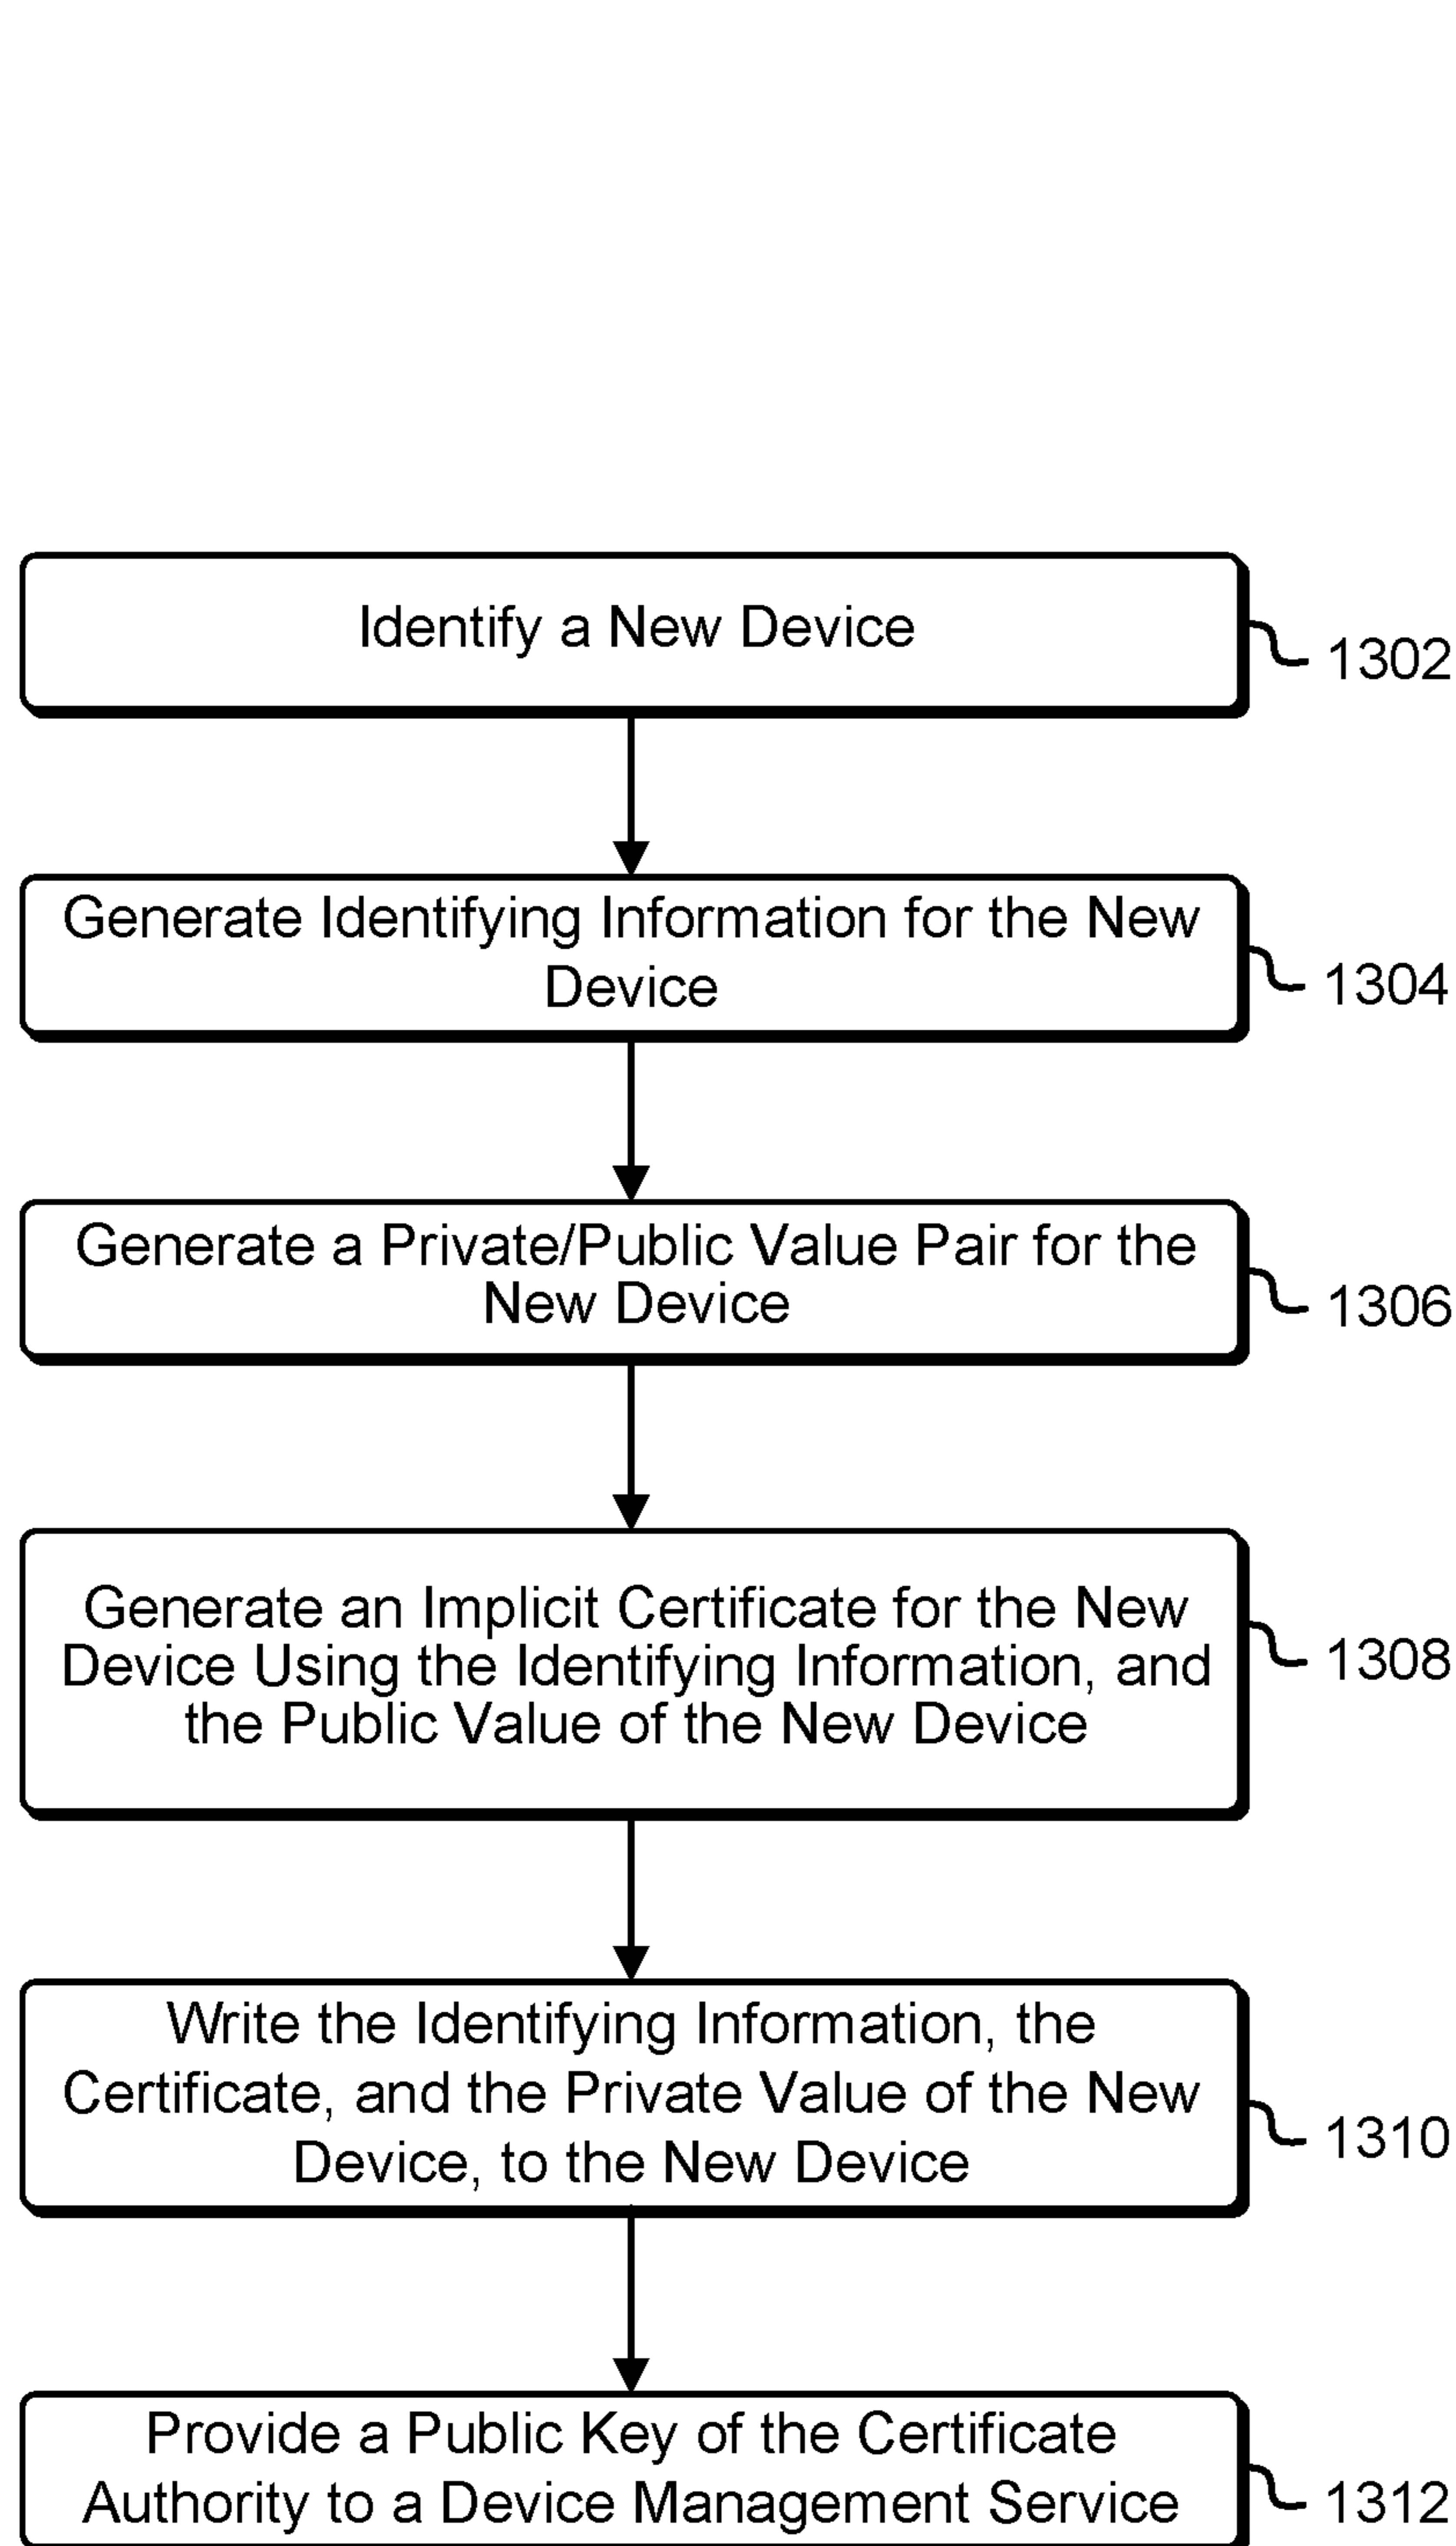 Identify a New Device
1302
Generate Identifying Information for the New
Device
1304
Generate a Private/Public Value Pair for the
New Device
1306
Generate an Implicit Certificate for the New
Device Using the Identifying Information, and
the Public Value of the New Device
1308
Write the Identifying Information, the
Certificate, and the Private Value of the New
Device, to the New Device
1310
Provide a Public Key of the Certificate
Authority to a Device Management Service
1312